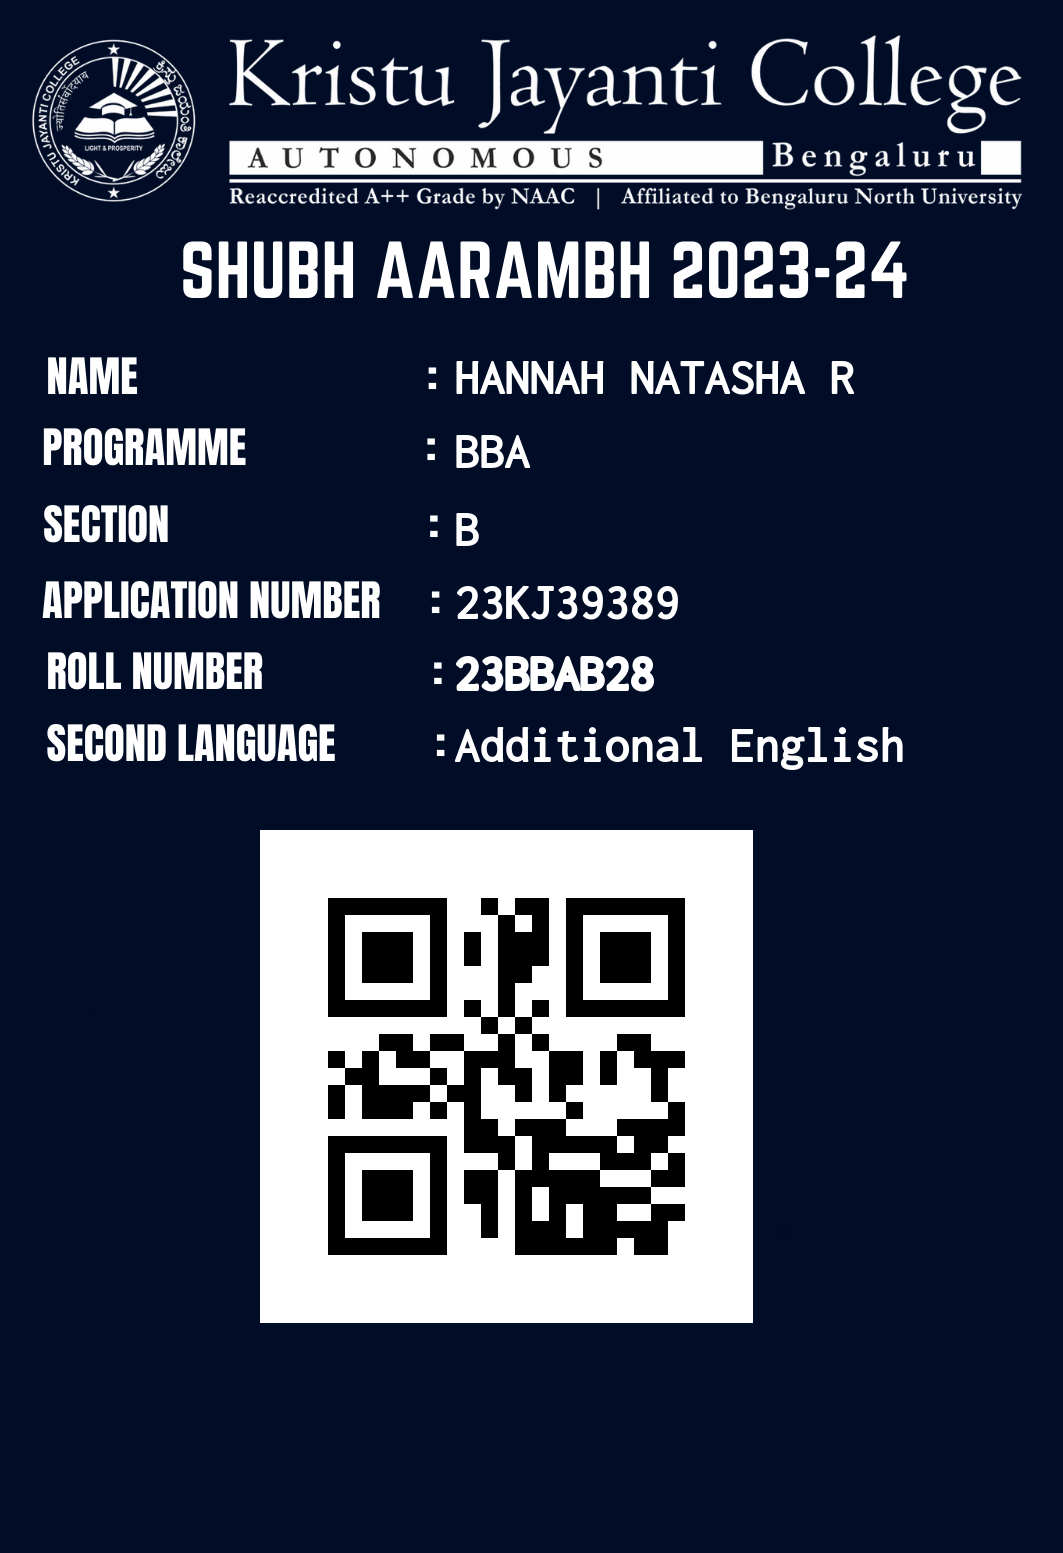 Kristu Jayanti College
AUTONOMOUS Bengaluru
Reaccredited A++ Grade by NAAC | Affiliated to Bengaluru North University
KRISTU JAYANTI COLLEGE
LIGHT & PROSPERITY
SHUBH AARAMBH 2023-24
NAME : HANNAH NATASHA R
PROGRAMME : BBA
SECTION : B
APPLICATION NUMBER : 23KJ39389
ROLL NUMBER : 23BBAB28
SECOND LANGUAGE : Additional English